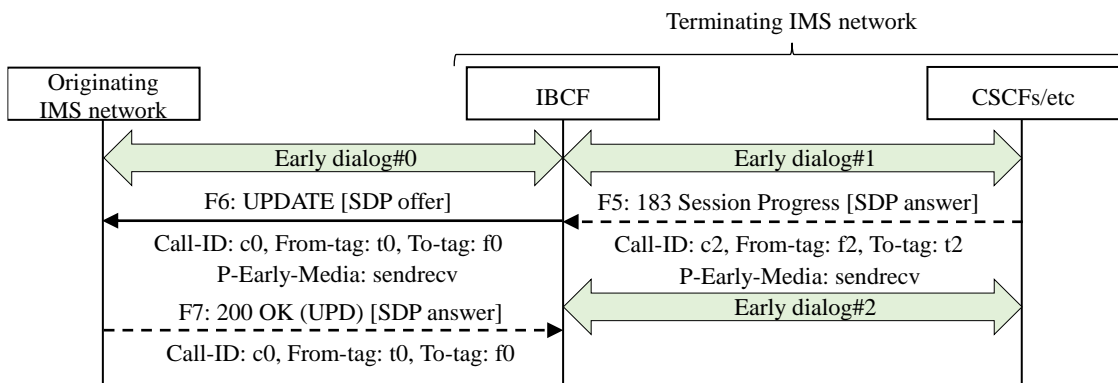 Terminating IMS network
Originating
IMS network
IBCF
CSCFs/etc
Early dialog#0
Early dialog#1
F6: UPDATE [SDP offer]
F5: 183 Session Progress [SDP answer]
Call-ID: c0, From-tag: t0, To-tag: f0
Call-ID: c2, From-tag: f2, To-tag: t2
P-Early-Media: sendrecv
P-Early-Media: sendrecv
F7: 200 OK (UPD) [SDP answer]
Early dialog#2
Call-ID: c0, From-tag: t0, To-tag: f0